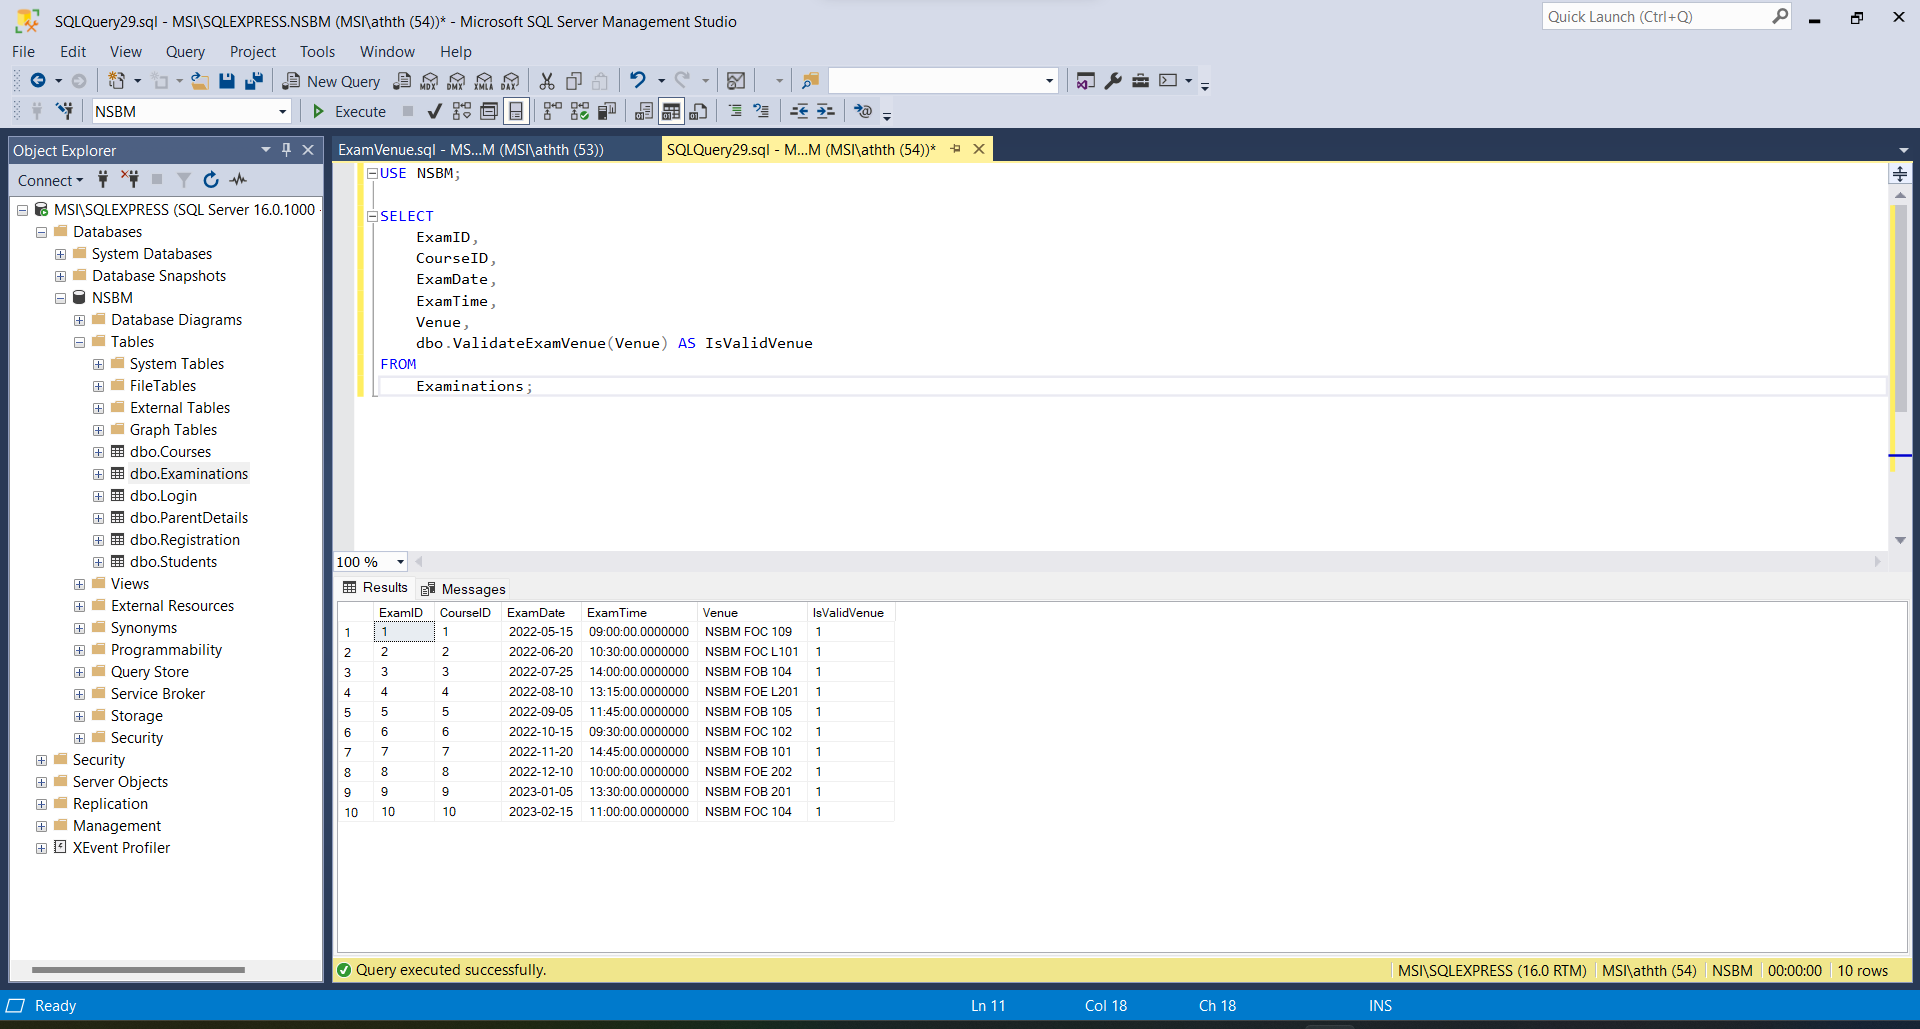 SQLQuery29.sql - MSI\SQLEXPRESS.NSBM (MSI\athth (54))* - Microsoft SQL Server Management Studio
Quick Launch (Ctrl+Q)
File Edit View Query Project Tools Window Help
New Query MDX DMX XMLA DAX
NSBM Execute
Object Explorer
Connect
MSI\SQLEXPRESS (SQL Server 16.0.1000 -
Databases
System Databases
Database Snapshots
NSBM
Database Diagrams
Tables
System Tables
FileTables
External Tables
Graph Tables
dbo.Courses
dbo.Examinations
dbo.Login
dbo.ParentDetails
dbo.Registration
dbo.Students
Views
External Resources
Synonyms
Programmability
Query Store
Service Broker
Storage
Security
Security
Server Objects
Replication
Management
XEvent Profiler
ExamVenue.sql - MS...M (MSI\athth (53)) SQLQuery29.sql - M...M (MSI\athth (54))*
USE NSBM;
SELECT
ExamID,
CourseID,
ExamDate,
ExamTime,
Venue,
dbo.ValidateExamVenue(Venue) AS IsValidVenue
FROM
Examinations;
100 %
Results Messages
ExamID CourseID ExamDate ExamTime Venue IsValidVenue
1 1 1 2022-05-15 09:00:00.0000000 NSBM FOC 109 1
2 2 2 2022-06-20 10:30:00.0000000 NSBM FOC L101 1
3 3 3 2022-07-25 14:00:00.0000000 NSBM FOB 104 1
4 4 4 2022-08-10 13:15:00.0000000 NSBM FOE L201 1
5 5 5 2022-09-05 11:45:00.0000000 NSBM FOB 105 1
6 6 6 2022-10-15 09:30:00.0000000 NSBM FOC 102 1
7 7 7 2022-11-20 14:45:00.0000000 NSBM FOB 101 1
8 8 8 2022-12-10 10:00:00.0000000 NSBM FOE 202 1
9 9 9 2023-01-05 13:30:00.0000000 NSBM FOB 201 1
10 10 10 2023-02-15 11:00:00.0000000 NSBM FOC 104 1
Query executed successfully. MSI\SQLEXPRESS (16.0 RTM) MSI\athth (54) NSBM 00:00:00 10 rows
Ready Ln 11 Col 18 Ch 18 INS